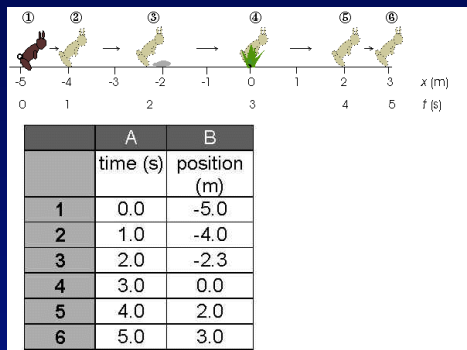 ① ② ③ ④ ⑤ ⑥
-5 -4 -3 -2 -1 0 1 2 3 x (m)
0 1 2 3 4 5 t (s)
A B
time (s) position
(m)
1 0.0 -5.0
2 1.0 -4.0
3 2.0 -2.3
4 3.0 0.0
5 4.0 2.0
6 5.0 3.0